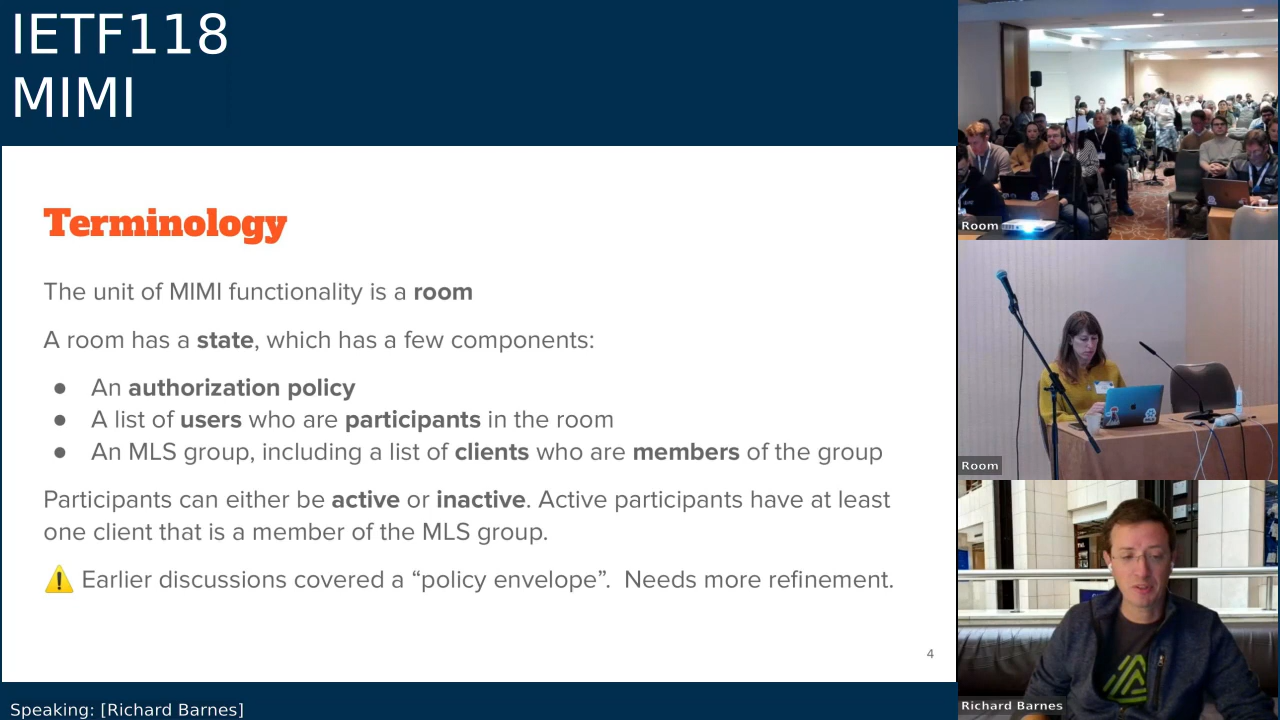 IETF118
MIMI
Terminology
The unit of MIMI functionality is a room
A room has a state, which has a few components:
● An authorization policy
● A list of users who are participants in the room
● An MLS group, including a list of clients who are members of the group
Participants can either be active or inactive. Active participants have at least
one client that is a member of the MLS group.
⚠️ Earlier discussions covered a “policy envelope”.  Needs more refinement.
4
Speaking: [Richard Barnes]
Room
Room
Richard Barnes